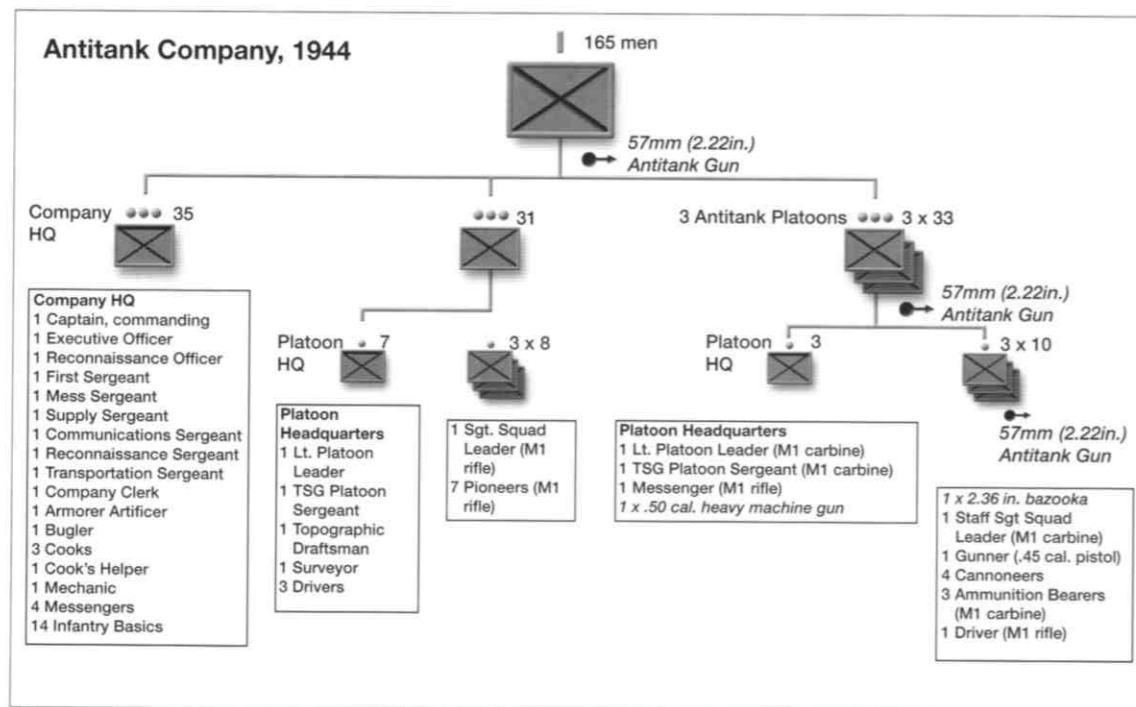 Antitank Company, 1944
165 men
57mm (2.22in.)
Antitank Gun
Company
HQ
35
31
3 Antitank Platoons
3 x 33
57mm (2.22in.)
Antitank Gun
Company HQ
1 Captain, commanding
1 Executive Officer
1 Reconnaissance Officer
1 First Sergeant
1 Mess Sergeant
1 Supply Sergeant
1 Communications Sergeant
1 Reconnaissance Sergeant
1 Transportation Sergeant
1 Company Clerk
1 Armorer Artificer
1 Bugler
3 Cooks
1 Cook's Helper
1 Mechanic
4 Messengers
14 Infantry Basics
Platoon
HQ
7
3 x 8
Platoon
Headquarters
1 Lt. Platoon
Leader
1 TSG Platoon
Sergeant
1 Topographic
Draftsman
1 Surveyor
3 Drivers
1 Sgt. Squad
Leader (M1
rifle)
7 Pioneers (M1
rifle)
Platoon
HQ
3
3 x 10
57mm (2.22in.)
Antitank Gun
Platoon Headquarters
1 Lt. Platoon Leader (M1 carbine)
1 TSG Platoon Sergeant (M1 carbine)
1 Messenger (M1 rifle)
1 x .50 cal. heavy machine gun
1 x 2.36 in. bazooka
1 Staff Sgt Squad
Leader (M1 carbine)
1 Gunner (.45 cal. pistol)
4 Cannoneers
3 Ammunition Bearers
(M1 carbine)
1 Driver (M1 rifle)